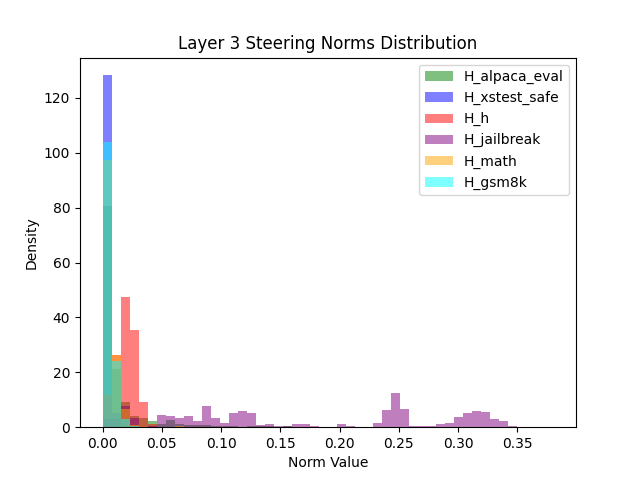 Layer 3 Steering Norms Distribution
H_alpaca_eval
H_xstest_safe
H_h
H_jailbreak
H_math
H_gsm8k
Density
120
100
80
60
40
20
0
0.00 0.05 0.10 0.15 0.20 0.25 0.30 0.35
Norm Value